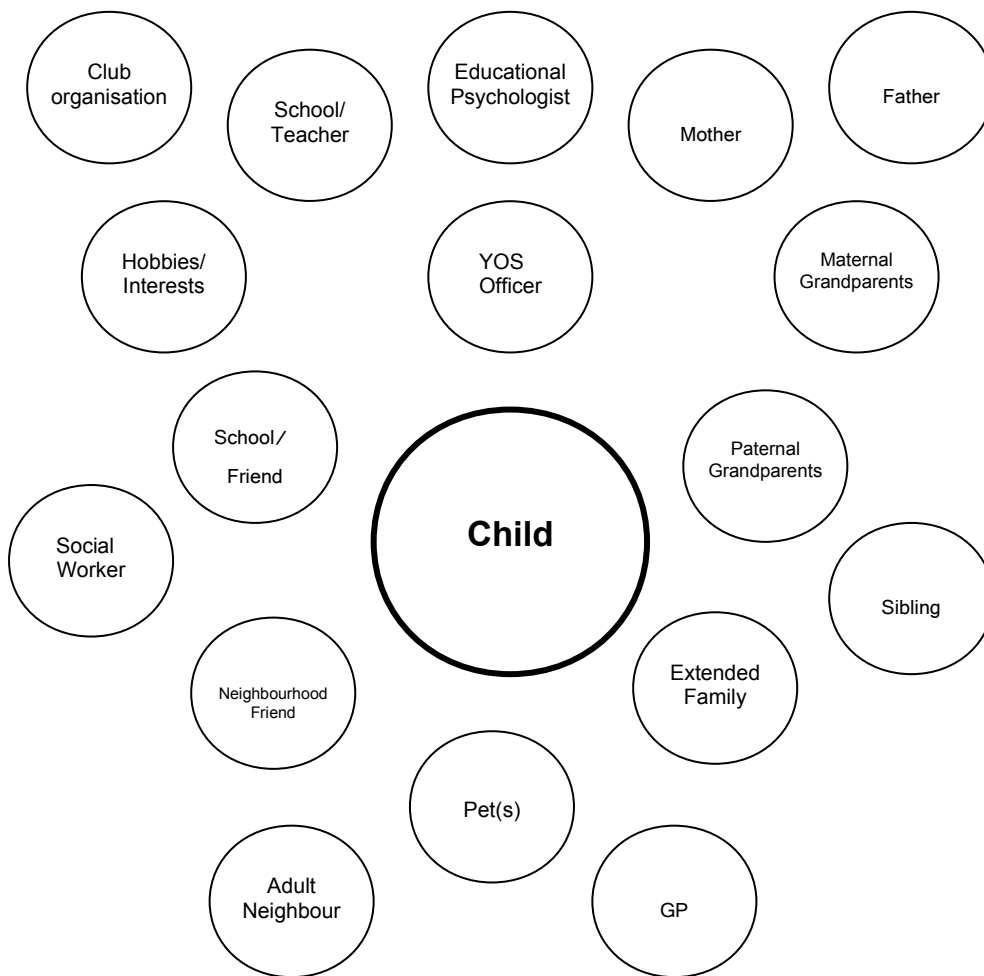 Club
organisation
School/
Teacher
Educational
Psychologist
Mother
Father
Hobbies/
Interests
YOS
Officer
Maternal
Grandparents
School/
Friend
Child
Paternal
Grandparents
Social
Worker
Sibling
Neighbourhood
Friend
Extended
Family
Pet(s)
Adult
Neighbour
GP